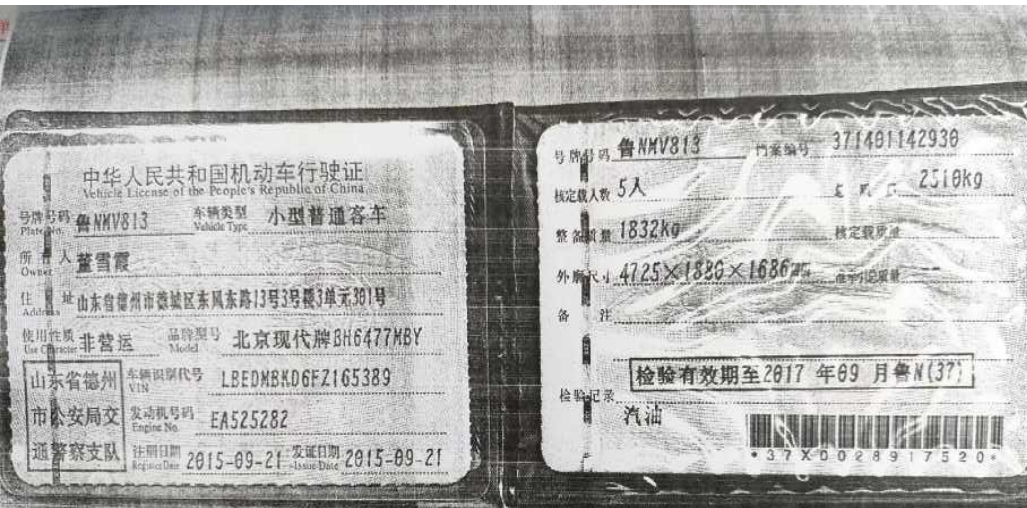 中华人民共和国机动车行驶证
Vehicle License of the People's Republic of China
号牌号码 鲁NMV813 车辆类型 小型普通客车
Plate No. Vehicle Type
所有人 董雪霞
Owner
住址 山东省德州市德城区东风东路13号3号楼3单元301号
Address
使用性质 非营运 品牌型号 北京现代牌BH6477MBY
Use Character Model
山东省德州市公安局交通警察支队
车辆识别代号 LBEDMBKD6FZ165389
VIN
发动机号码 EA525282
Engine No.
注册日期 2015-09-21 发证日期 2015-09-21
Register Date Issue Date
号牌号码 鲁NMV813 档案编号 371401142930
核定载人数 5人 2510kg
整备质量 1832kg 核定载质量
外廓尺寸 4725×1880×1686mm 准牵引总质量 --
备注
检验有效期至2017年09月鲁N(37)
检验记录
汽油
*37X0028917520*